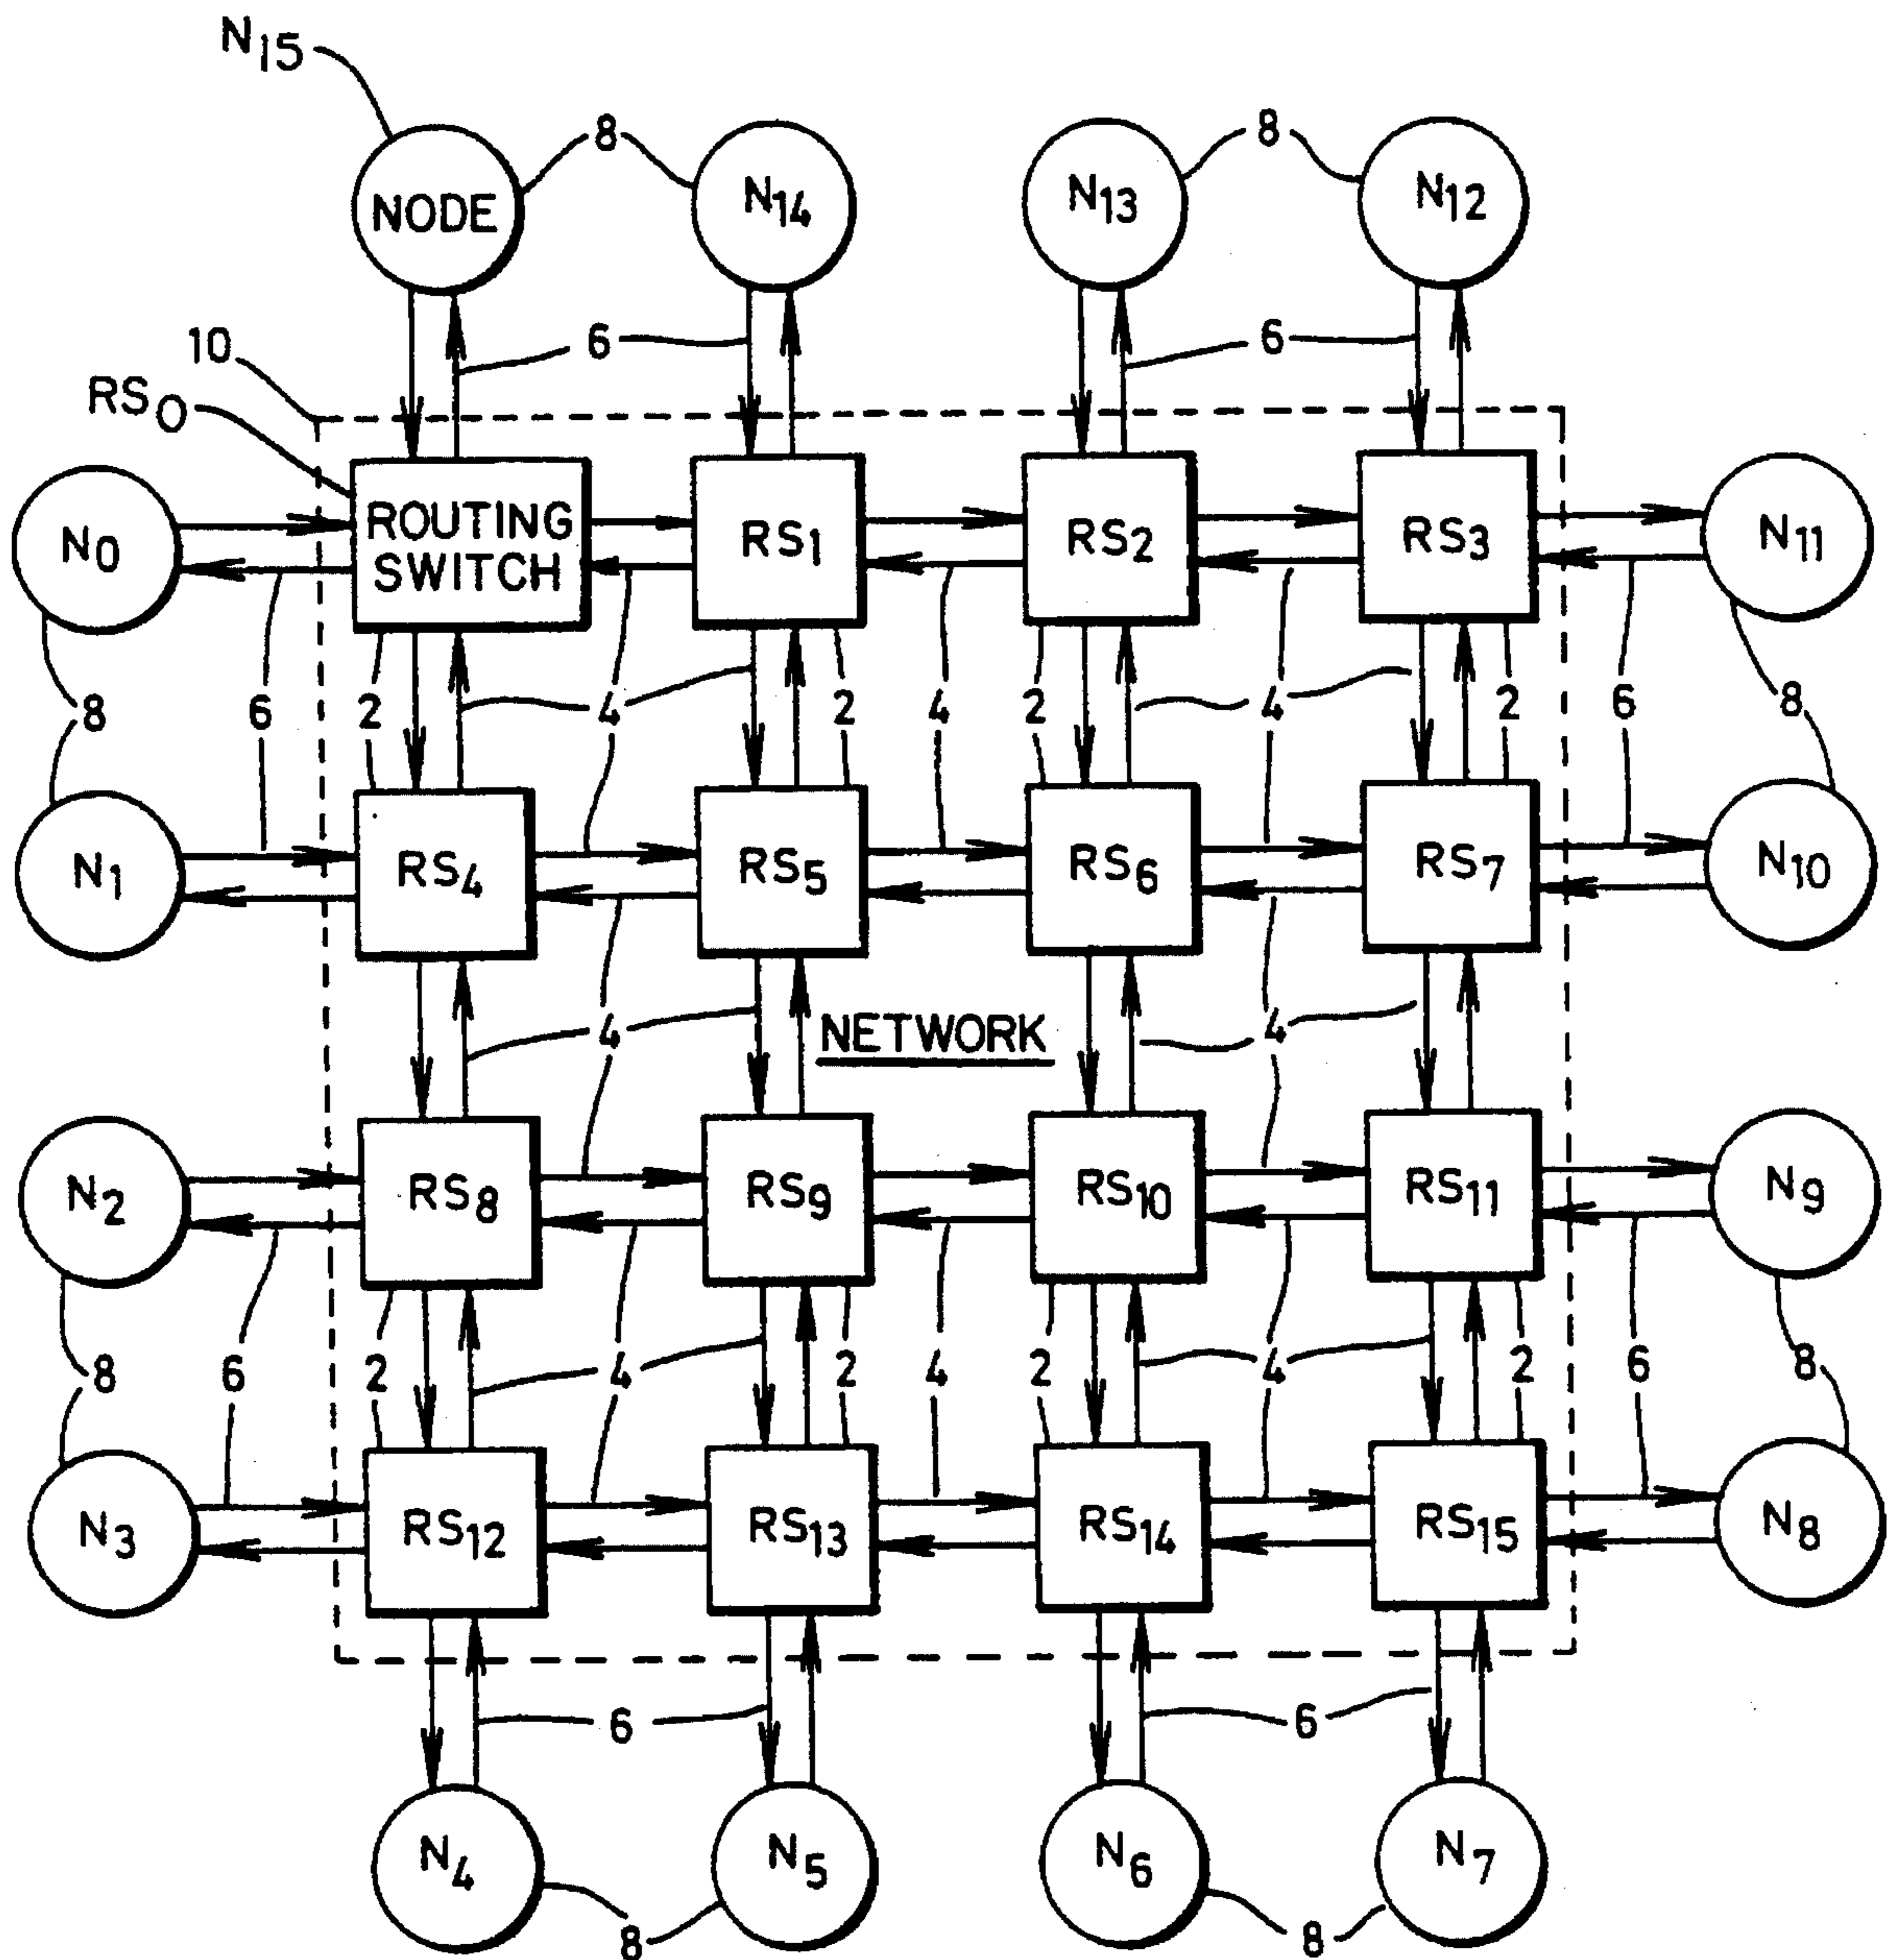 N15
8
8
NODE
N14
N13
N12
10
6
6
RS0
N0
ROUTING
SWITCH
RS1
RS2
RS3
N11
8
6
2
4
2
4
2
4
2
6
8
N1
RS4
RS5
RS6
RS7
N10
4
NETWORK
4
N2
RS8
RS9
RS10
RS11
N9
8
6
2
4
2
4
2
4
2
6
8
N3
RS12
RS13
RS14
RS15
N8
6
6
N4
N5
N6
N7
8
8